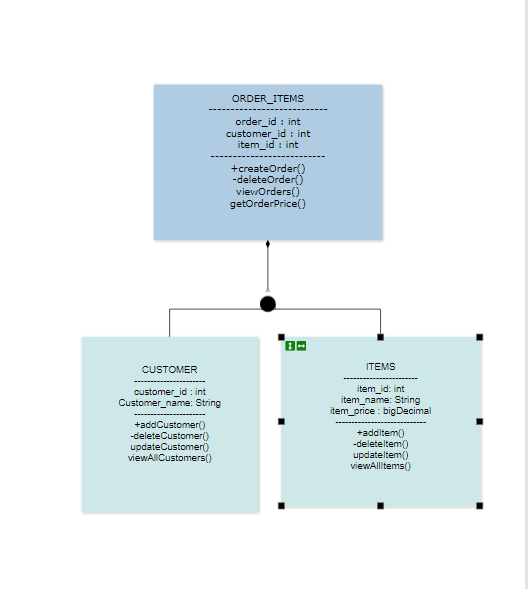 ORDER_ITEMS
----------------------------
order_id : int
customer_id : int
item_id : int
---------------------------
+createOrder()
-deleteOrder()
viewOrders()
getOrderPrice()
CUSTOMER
----------------------
customer_id : int
Customer_name: String
----------------------
+addCustomer()
-deleteCustomer()
updateCustomer()
viewAllCustomers()
ITEMS
-----------------------
item_id: int
item_name: String
item_price : bigDecimal
----------------------------
+addItem()
-deleteItem()
updateItem()
viewAllItems()